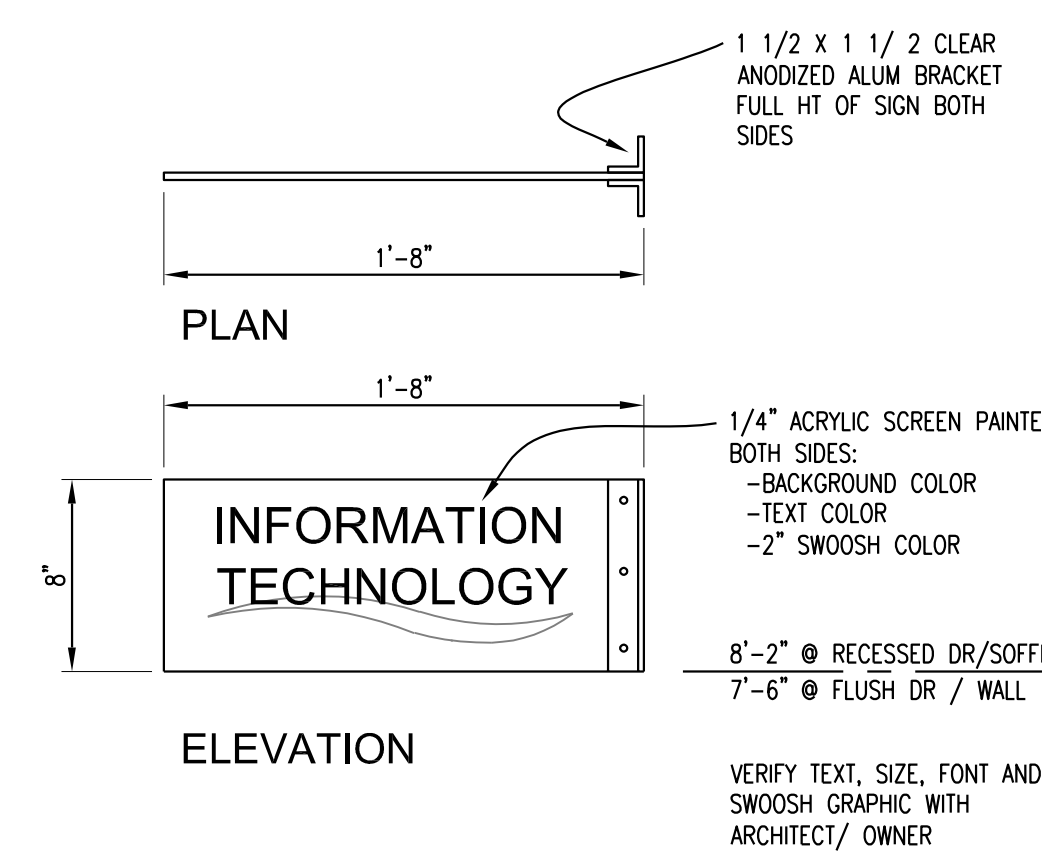 1 1/2 X 1 1/ 2 CLEAR
ANODIZED ALUM BRACKET
FULL HT OF SIGN BOTH
SIDES
1'-8"
PLAN
1'-8"
1/4" ACRYLIC SCREEN PAINTE
BOTH SIDES:
-BACKGROUND COLOR
-TEXT COLOR
-2" SWOOSH COLOR
INFORMATION
TECHNOLOGY
8"
8'-2" @ RECESSED DR/SOFFI
7'-6" @ FLUSH DR / WALL
ELEVATION
VERIFY TEXT, SIZE, FONT AND
SWOOSH GRAPHIC WITH
ARCHITECT/ OWNER